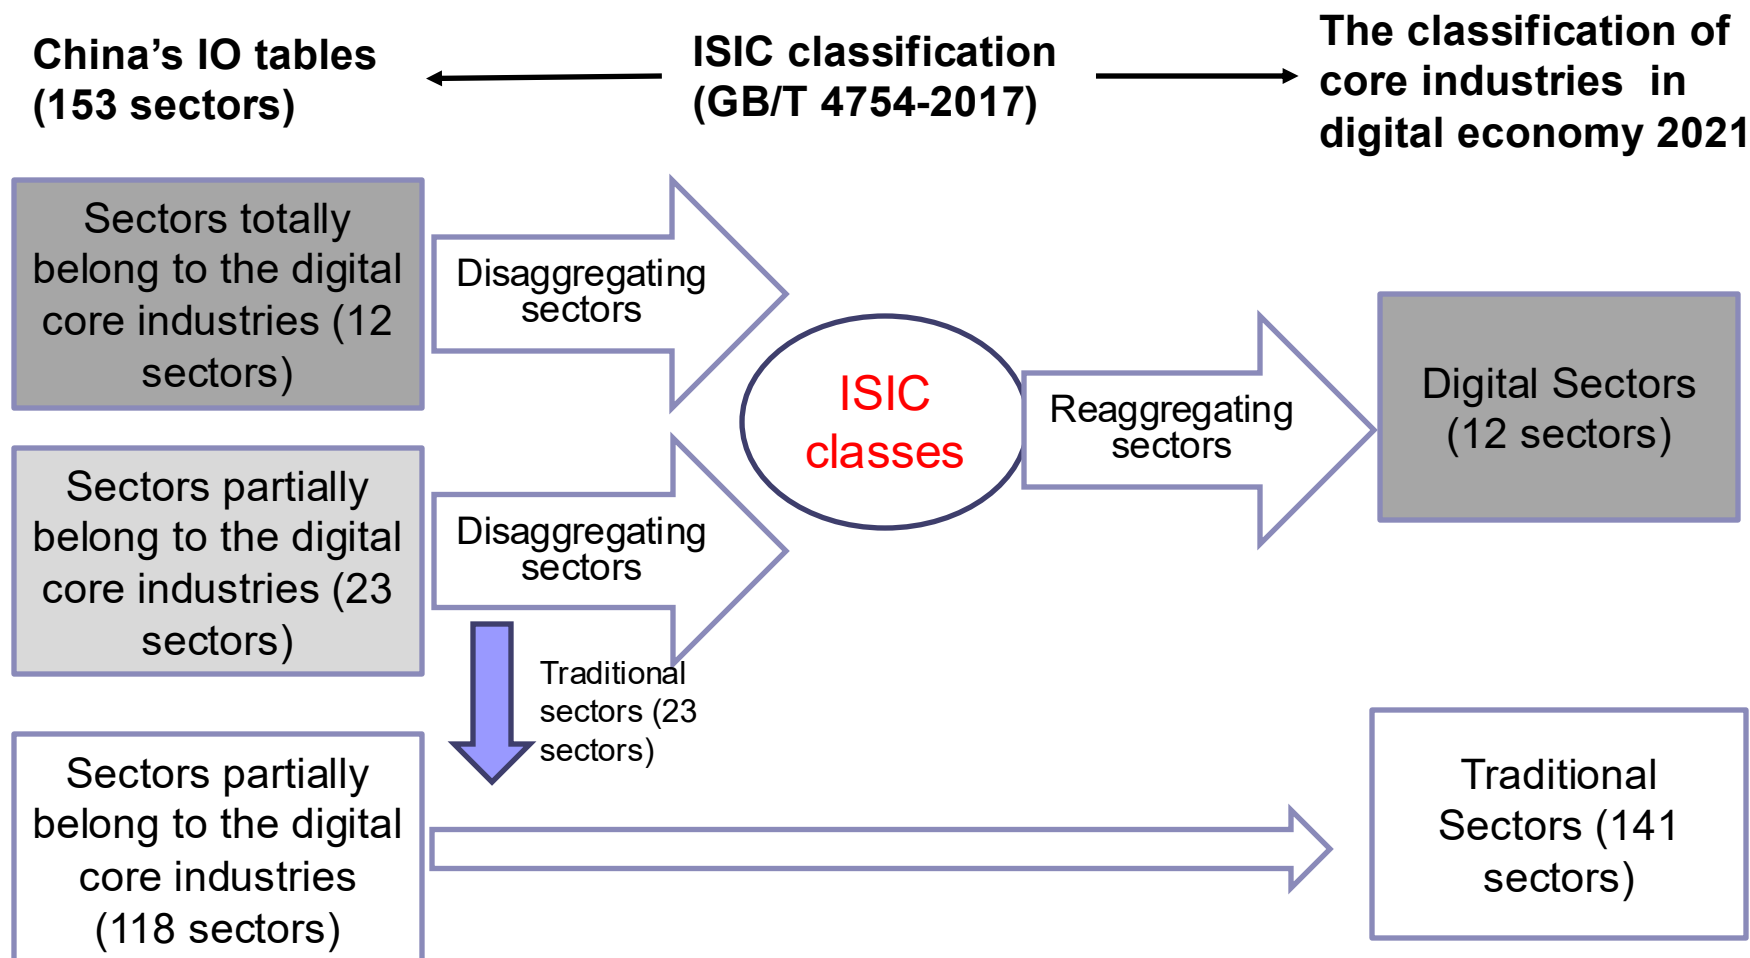 China’s IO tables
(153 sectors)
ISIC classification
(GB/T 4754-2017)
The classification of
core industries in
digital economy 2021
Sectors totally
belong to the digital
core industries (12
sectors)
Disaggregating
sectors
ISIC
classes
Reaggregating
sectors
Digital Sectors
(12 sectors)
Sectors partially
belong to the digital
core industries (23
sectors)
Disaggregating
sectors
Traditional
sectors (23
sectors)
Sectors partially
belong to the digital
core industries
(118 sectors)
Traditional
Sectors (141
sectors)